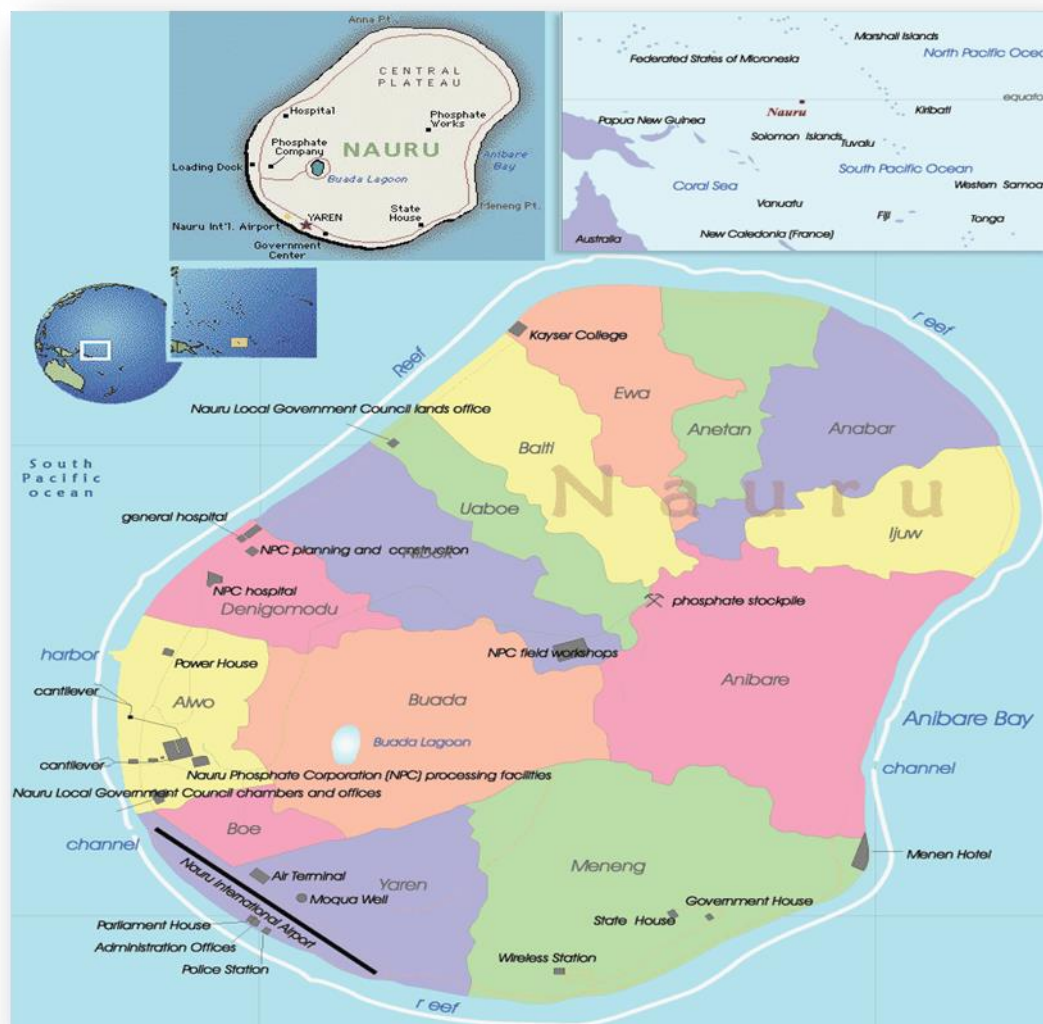 Anna Pt.
CENTRAL
PLATEAU
Hospital
Phosphate
Works
Phosphate
Company
NAURU
Loading Dock
Anibare
Bay
Buada Lagoon
Meneng Pt.
State
House
YAREN
Nauru Int'l. Airport
Government
Center
Marshall Islands
North Pacific Ocea
Federated States of Micronesia
equato
Nauru
Kiribati
Papua New Guinea
Solomon Islands
Tuvalu
South Pacific Ocean
Coral Sea
Western Samoa
Vanuatu
Fiji
Tonga
New Caledonia (France)
Australia
reef
Reef
Kayser College
Ewa
Nauru Local Government Council lands office
Anetan
Anabar
Baiti
South
Pacific
ocean
Nauru
Uaboe
Ijuw
general hospital
NPC planning and construction
NPC hospital
Denigomodu
phosphate stockpile
harbor
Power House
NPC field workshops
cantilever
Aiwo
Buada
Anibare
Anibare Bay
Buada Lagoon
cantilever
channel
Nauru Phosphate Corporation (NPC) processing facilities
Nauru Local Government Council chambers and offices
Boe
channel
Menen Hotel
Meneng
Air Terminal
Yaren
Moqua Well
Nauru International Airport
Government House
State House
Parliament House
Administration Offices
Police Station
Wireless Station
reef